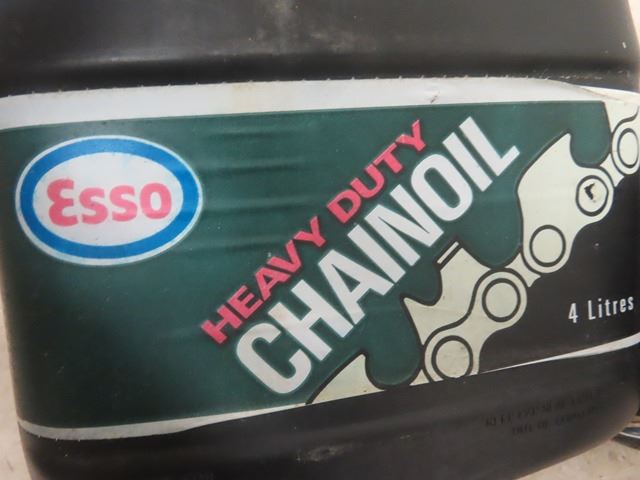 Esso
HEAVY DUTY
CHAINOIL
4 Litres